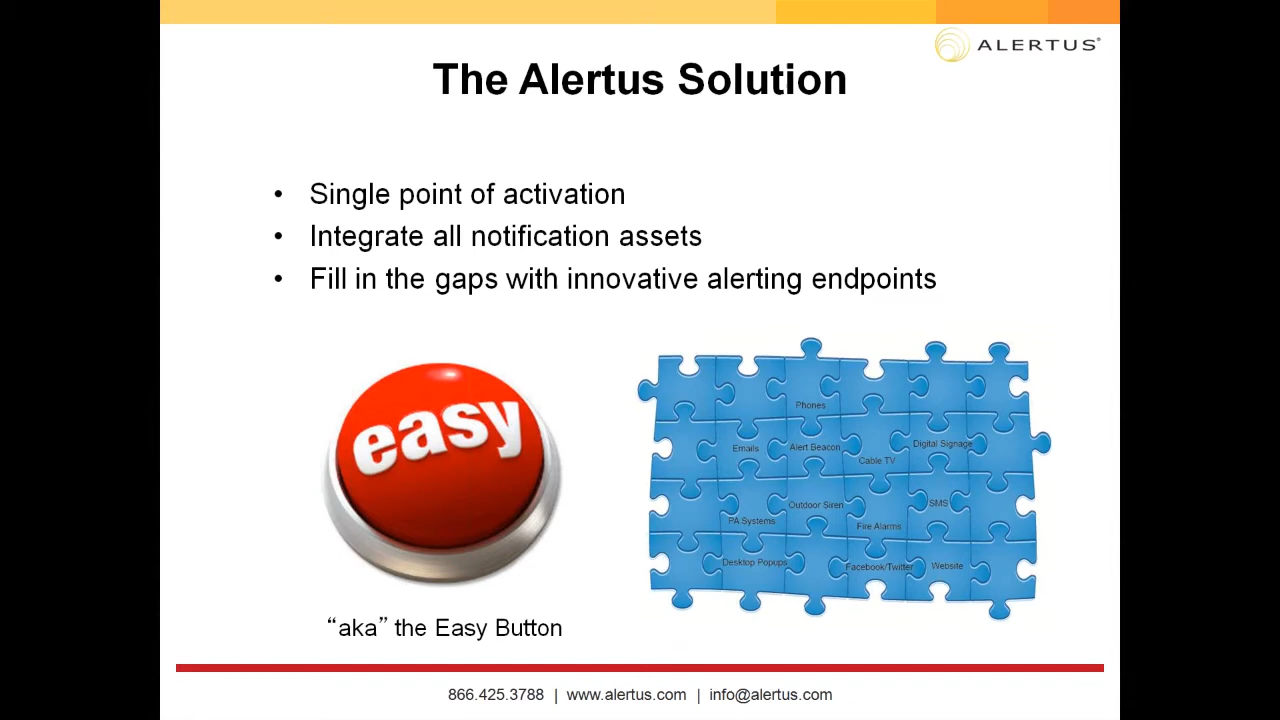 ALERTUS®
The Alertus Solution
• Single point of activation
• Integrate all notification assets
• Fill in the gaps with innovative alerting endpoints
easy
“aka” the Easy Button
Phones
Emails
Alert Beacon
Cable TV
Digital Signage
PA Systems
Outdoor Siren
Fire Alarms
SMS
Desktop Popups
Facebook/Twitter
Website
866.425.3788 | www.alertus.com | info@alertus.com